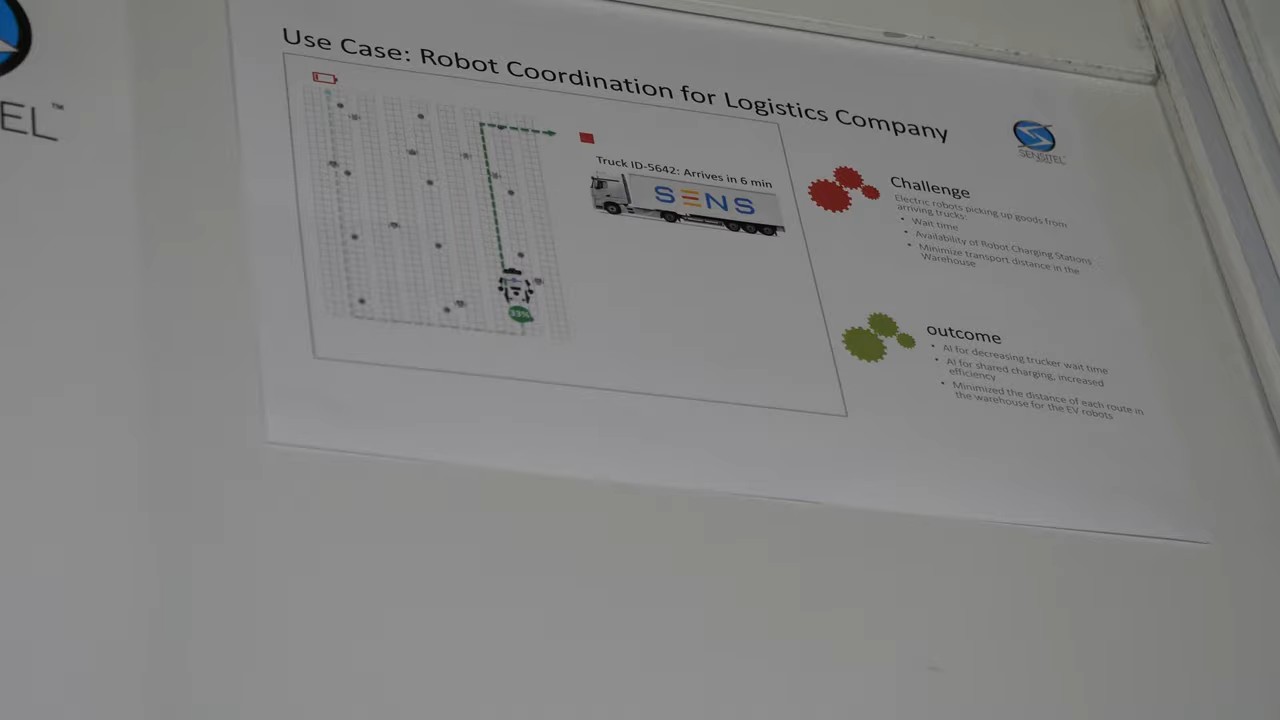 EL™
Use Case: Robot Coordination for Logistics Company
SENSITEL
Truck ID-5642: Arrives in 6 min
SENS
33%
Challenge
Electric robots picking up goods from
arriving trucks:
• Wait time
• Availability of Robot Charging Stations
• Minimize transport distance in the
Warehouse
outcome
• AI for decreasing trucker wait time
• AI for shared charging, increased
efficiency
• Minimized the distance of each route in
the warehouse for the EV robots